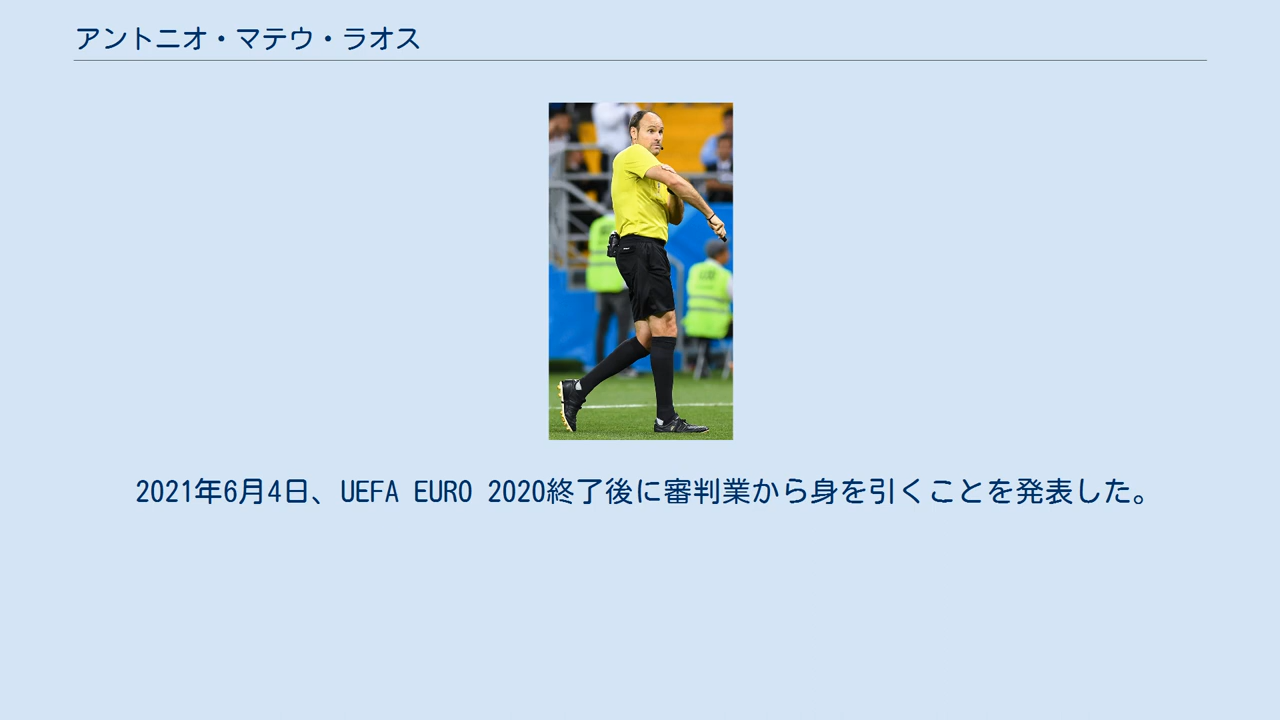 アントニオ・マテウ・ラオス
2021年6月4日、UEFA EURO 2020終了後に審判業から身を引くことを発表した。